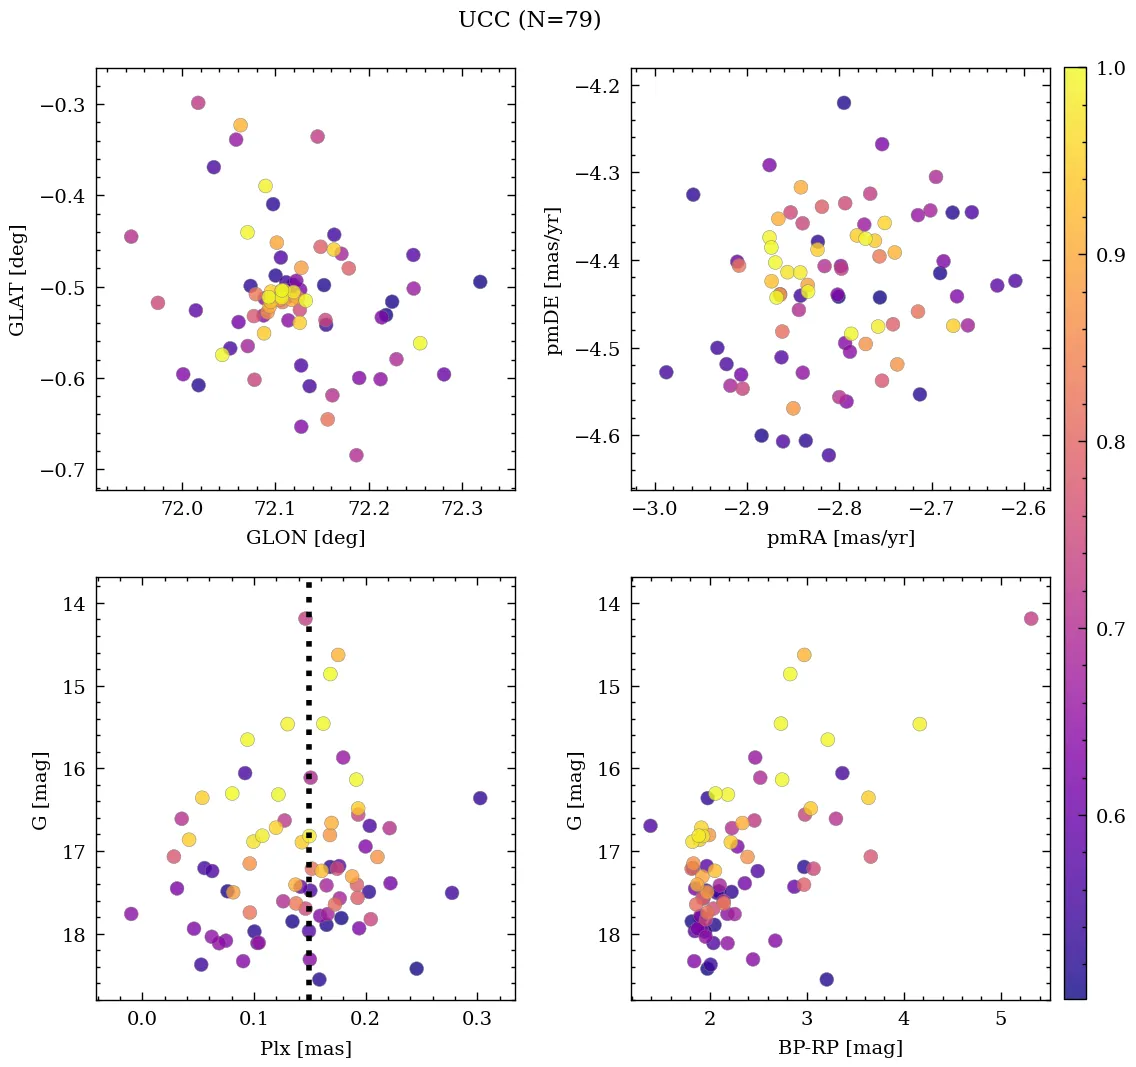 UCC (N=79)
−0.3
−0.4
−0.5
−0.6
−0.7
GLAT [deg]
72.0 72.1 72.2 72.3
GLON [deg]
−4.2
−4.3
−4.4
−4.5
−4.6
pmDE [mas/yr]
−3.0 −2.9 −2.8 −2.7 −2.6
pmRA [mas/yr]
1.0
0.9
0.8
0.7
0.6
14
15
16
17
18
G [mag]
0.0 0.1 0.2 0.3
Plx [mas]
14
15
16
17
18
G [mag]
2 3 4 5
BP-RP [mag]